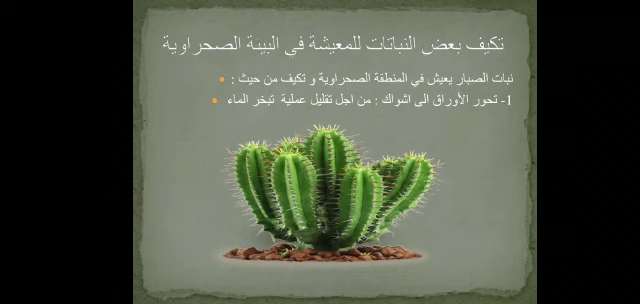 تكيف بعض النباتات للمعيشة في البيئة الصحراوية
نبات الصبار يعيش في المنطقة الصحراوية و تكيف من حيث :
1- تحور الأوراق الى اشواك : من اجل تقليل عملية تبخر الماء